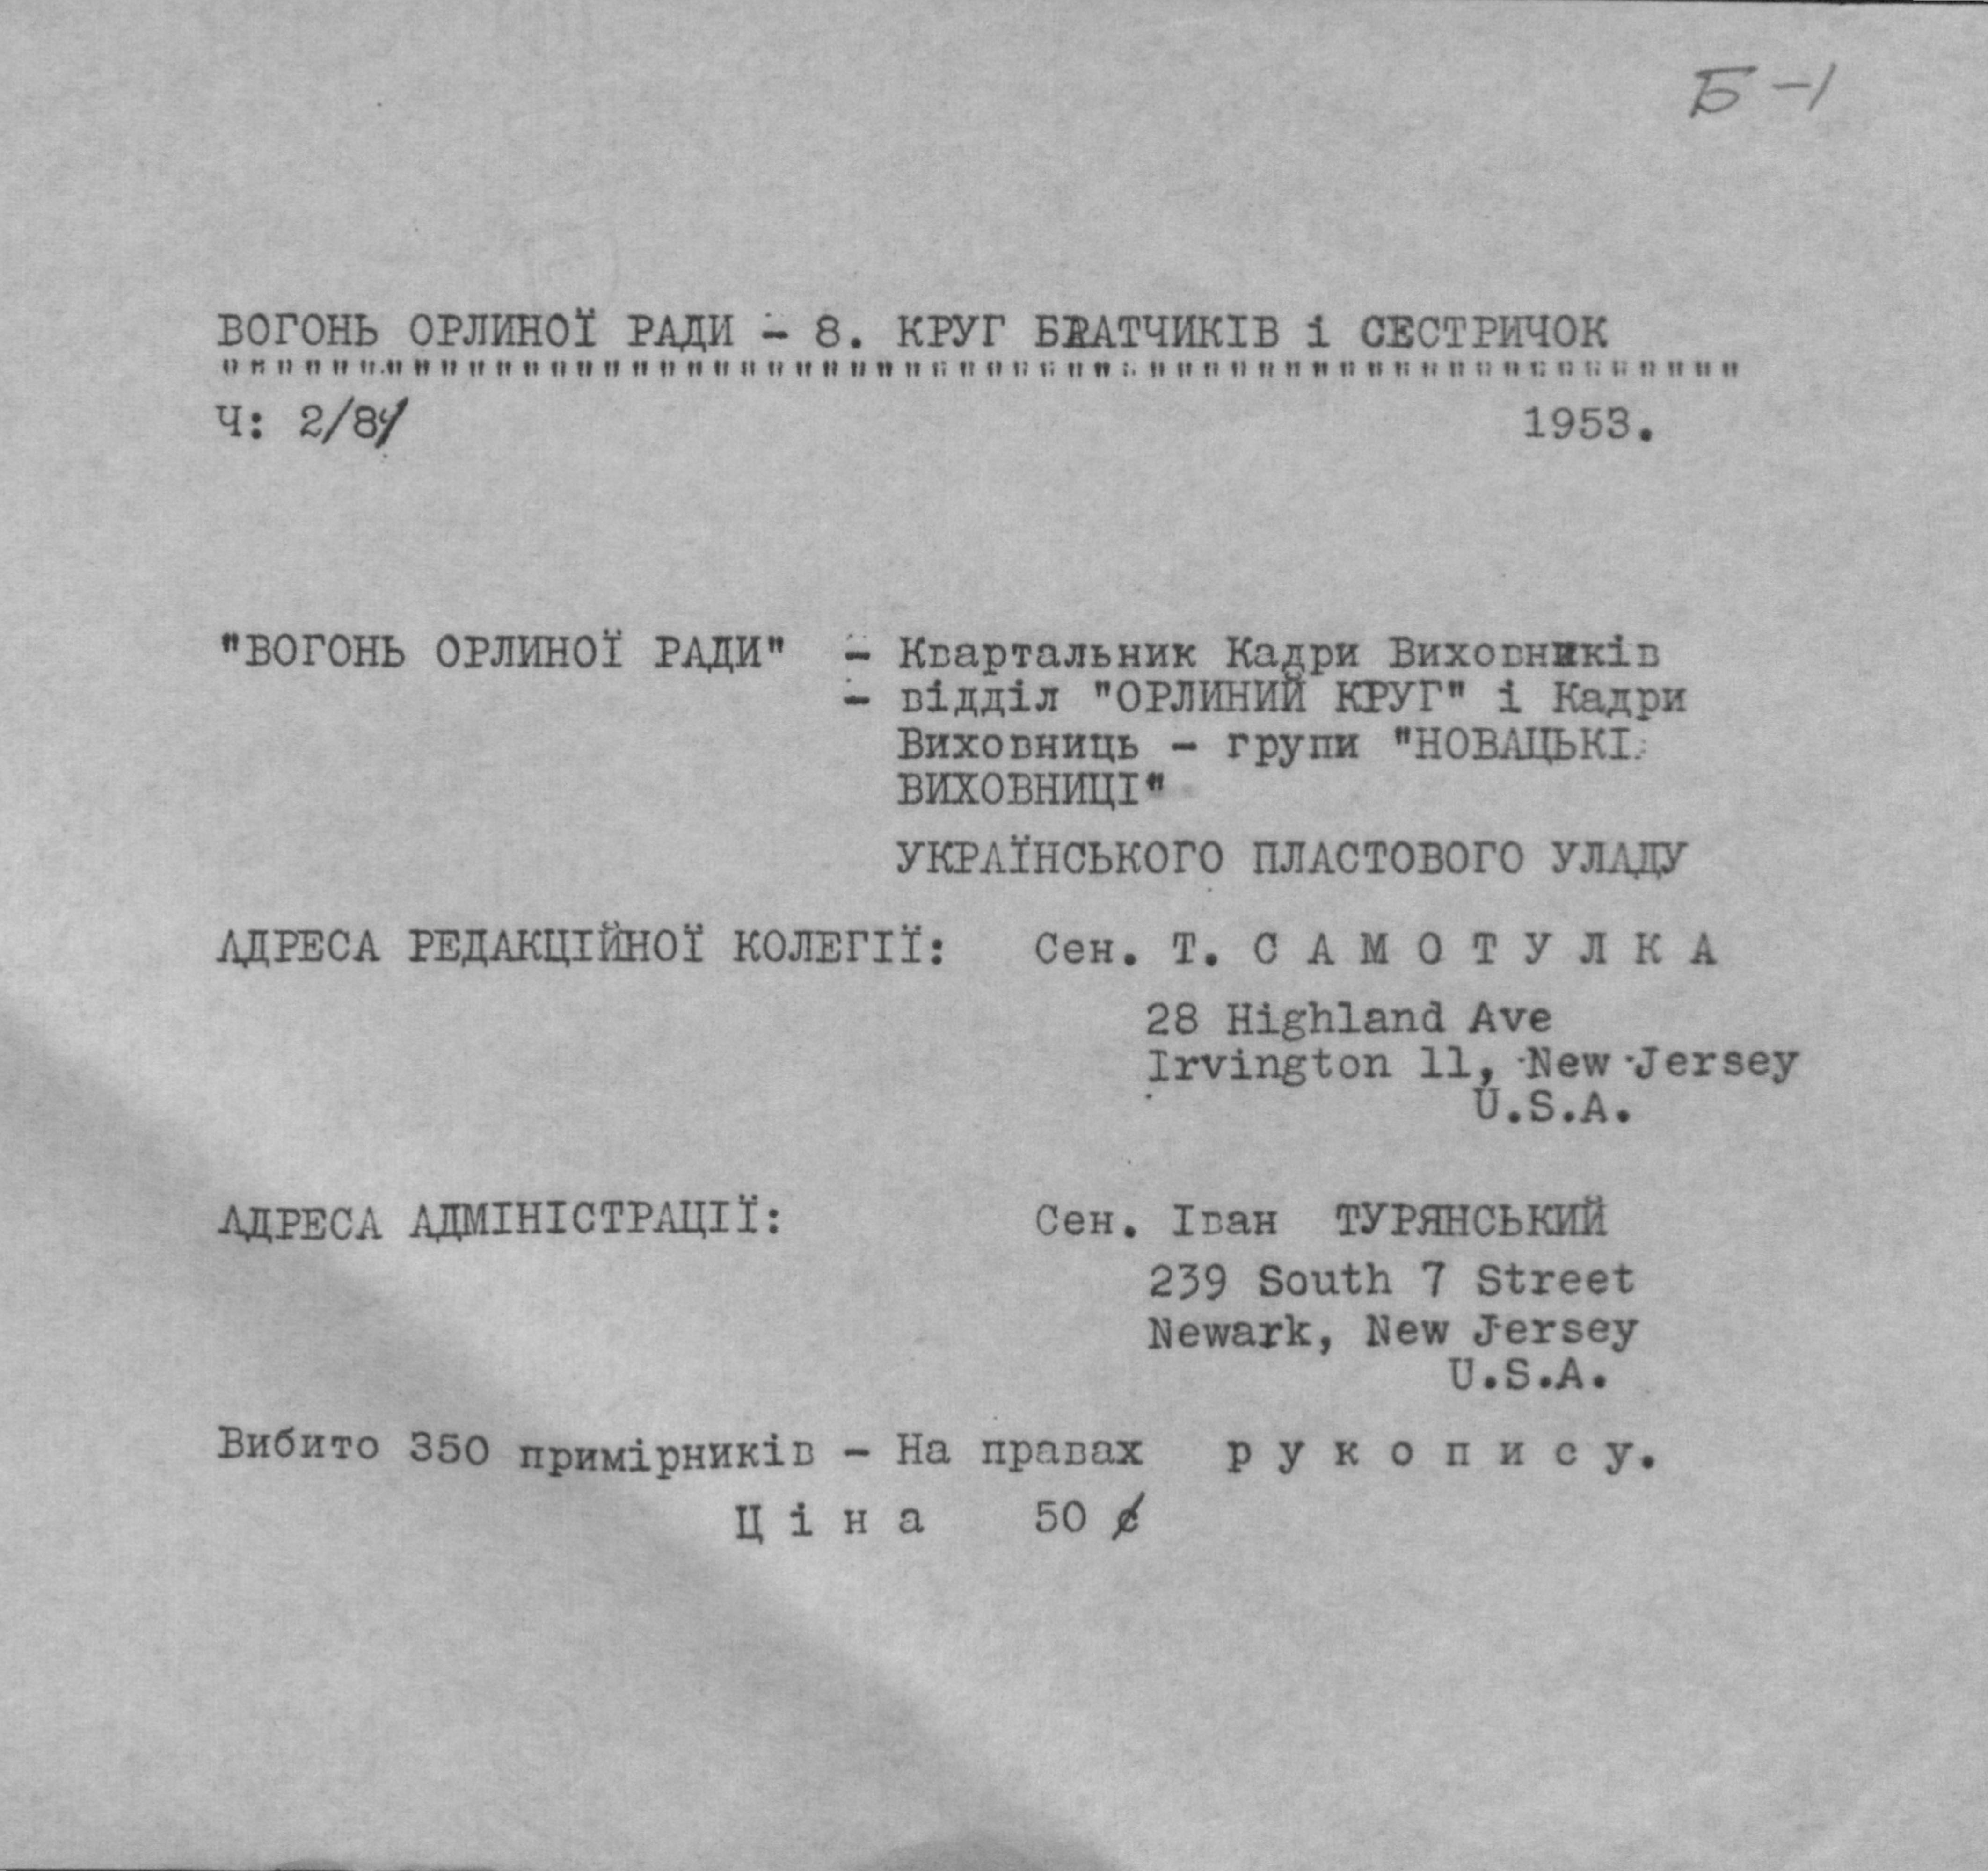 Б-1
ВОГОНЬ ОРЛИНОЇ РАДИ - 8. КРУГ БРАТЧИКІВ і СЕСТРИЧОК
""""""""""""""""""""""""""""""""""""""""""""""""""""""""
Ч: 2/8/ 1953.
"ВОГОНЬ ОРЛИНОЇ РАДИ" - Квартальник Кадри Виховників
- відділ "ОРЛИНИЙ КРУГ" і Кадри
Виховниць - групи "НОВАЦЬКІ
ВИХОВНИЦІ"
УКРАЇНСЬКОГО ПЛАСТОВОГО УЛАДУ
АДРЕСА РЕДАКЦІЙНОЇ КОЛЕГІЇ: Сен. Т. С А М О Т У Л К А
28 Highland Ave
Irvington 11, New Jersey
U.S.A.
АДРЕСА АДМІНІСТРАЦІЇ: Сен. Іван ТУРЯНСЬКИЙ
239 South 7 Street
Newark, New Jersey
U.S.A.
Вибито 350 примірників - На правах р у к о п и с у.
Ц і н а 50 ¢